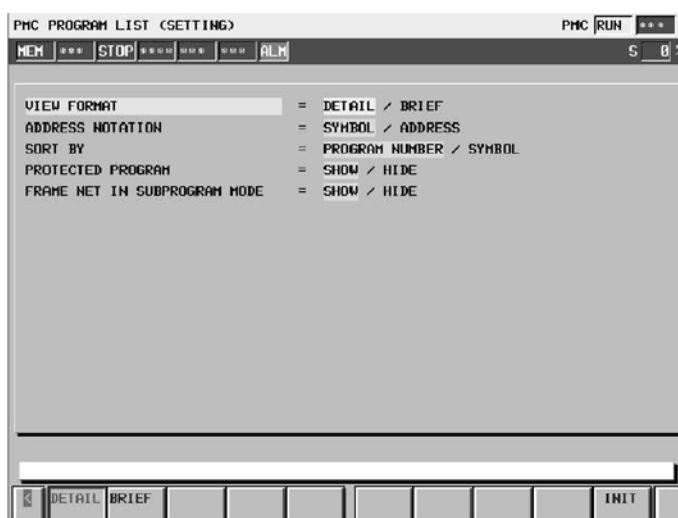 PMC PROGRAM LIST (SETTING) PMC RUN ***
MEM *** STOP **** *** *** ALM S 0
VIEW FORMAT = DETAIL / BRIEF
ADDRESS NOTATION = SYMBOL / ADDRESS
SORT BY = PROGRAM NUMBER / SYMBOL
PROTECTED PROGRAM = SHOW / HIDE
FRAME NET IN SUBPROGRAM MODE = SHOW / HIDE
< DETAIL BRIEF INIT